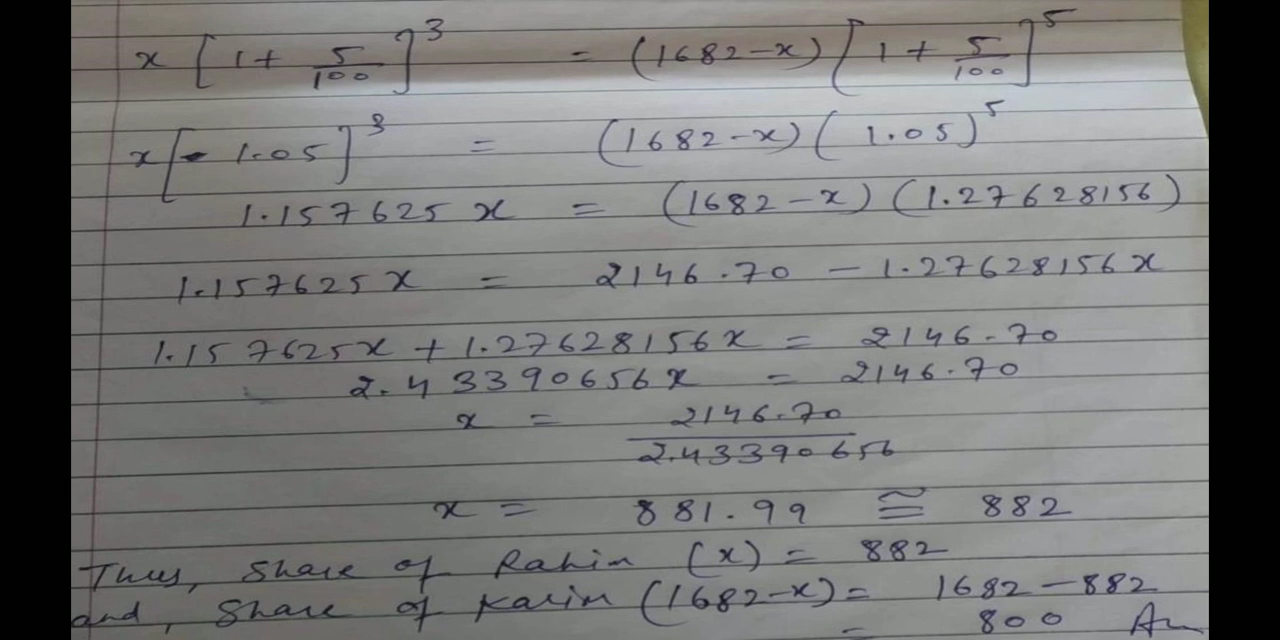 x [1 + 5/100]^3 = (1682 - x) [1 + 5/100]^5
x [1.05]^3 = (1682 - x) (1.05)^5
1.157625 x = (1682 - x) (1.27628156)
1.157625 x = 2146.70 - 1.27628156 x
1.157625 x + 1.27628156 x = 2146.70
2.43390656 x = 2146.70
x = 2146.70/2.43390656
x = 881.99 ≅ 882
Thus, Share of Rahim (x) = 882
and, Share of Karim (1682 - x) = 1682 - 882
= 800 An